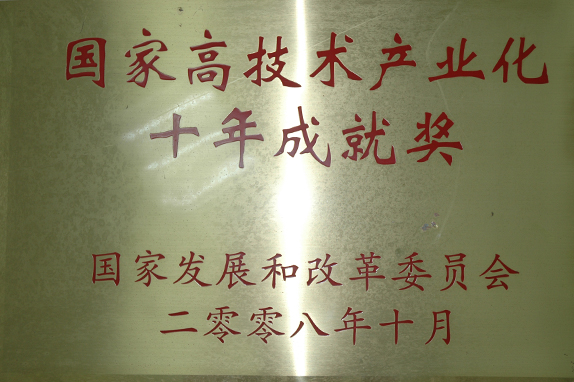 国家高技术产业化
十年成就奖
国家发展和改革委员会
二零零八年十月